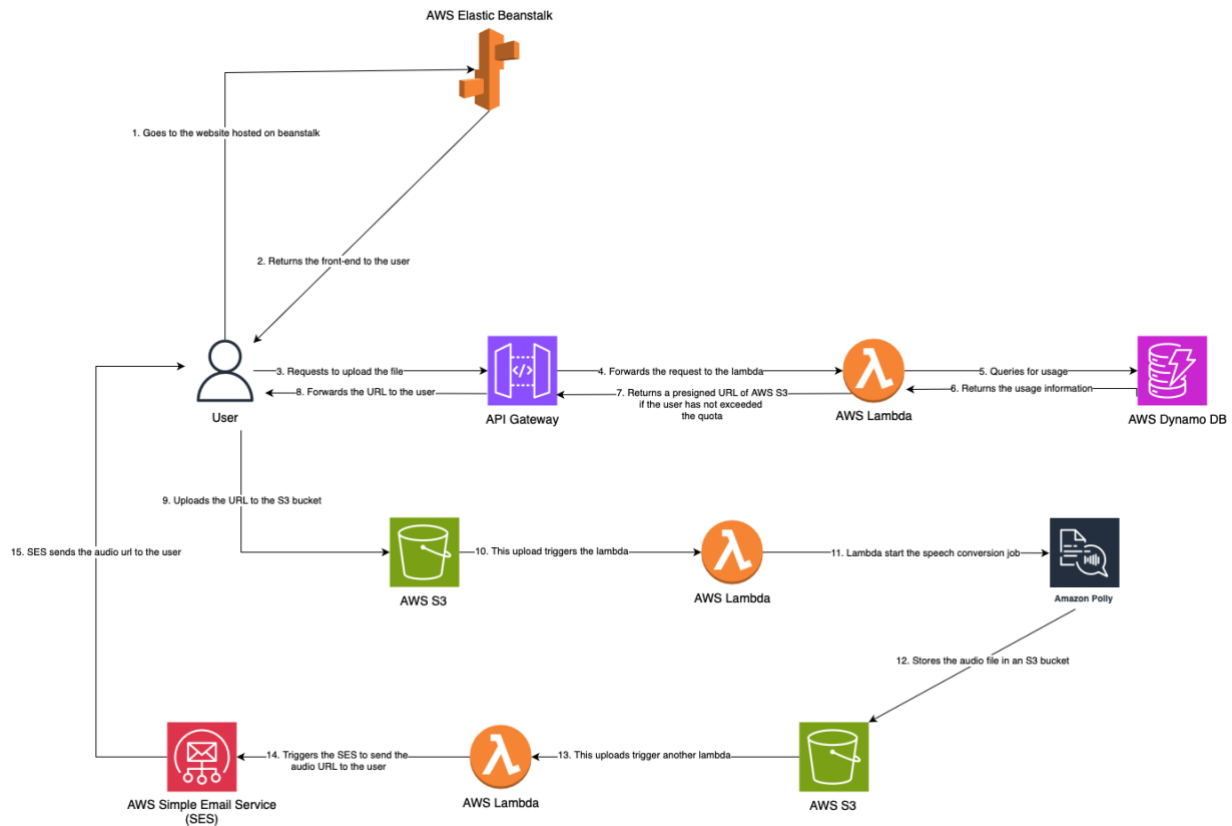 AWS Elastic Beanstalk
1. Goes to the website hosted on beanstalk
2. Returns the front-end to the user
3. Requests to upload the file
4. Forwards the request to the lambda
5. Queries for usage
6. Returns the usage information
7. Returns a presigned URL of AWS S3
if the user has not exceeded
the quota
8. Forwards the URL to the user
User
API Gateway
AWS Lambda
AWS Dynamo DB
9. Uploads the URL to the S3 bucket
10. This upload triggers the lambda
11. Lambda start the speech conversion job
15. SES sends the audio url to the user
AWS S3
AWS Lambda
Amazon Polly
12. Stores the audio file in an S3 bucket
13. This uploads trigger another lambda
14. Triggers the SES to send the
audio URL to the user
AWS Simple Email Service
(SES)
AWS Lambda
AWS S3